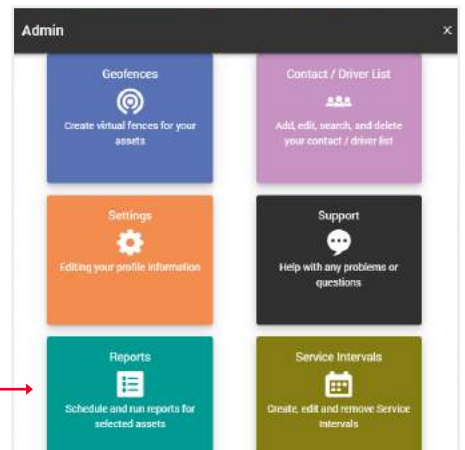 Admin
×
Geofences
Create virtual fences for your
assets
Contact / Driver List
Add, edit, search, and delete
your contact / driver list
Settings
Editing your profile information
Support
Help with any problems or
questions
Reports
Schedule and run reports for
selected assets
Service Intervals
Create, edit and remove Service
Intervals